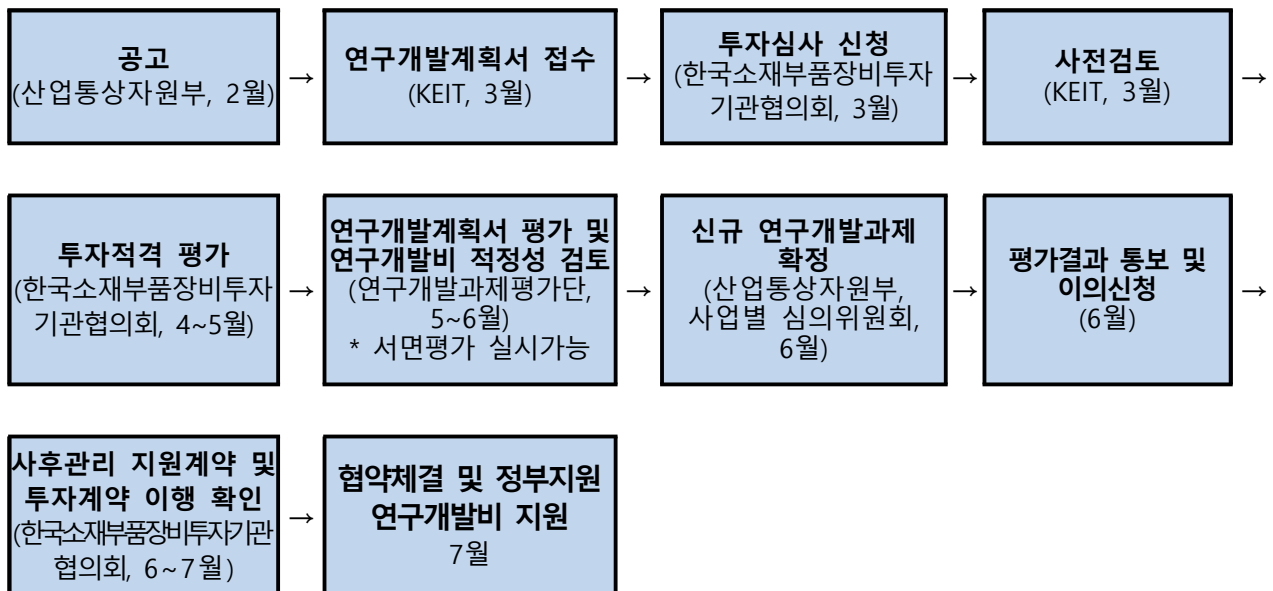 공고
(산업통상자원부, 2월)
→
연구개발계획서 접수
(KEIT, 3월)
→
투자심사 신청
(한국소재부품장비투자
기관협의회, 3월)
→
사전검토
(KEIT, 3월)
→
투자적격 평가
(한국소재부품장비투자
기관협의회, 4~5월)
→
연구개발계획서 평가 및
연구개발비 적정성 검토
(연구개발과제평가단,
5~6월)
* 서면평가 실시가능
→
신규 연구개발과제
확정
(산업통상자원부,
사업별 심의위원회,
6월)
→
평가결과 통보 및
이의신청
(6월)
→
사후관리 지원계약 및
투자계약 이행 확인
(한국소재부품장비투자기관
협의회, 6~7월)
→
협약체결 및 정부지원
연구개발비 지원
7월